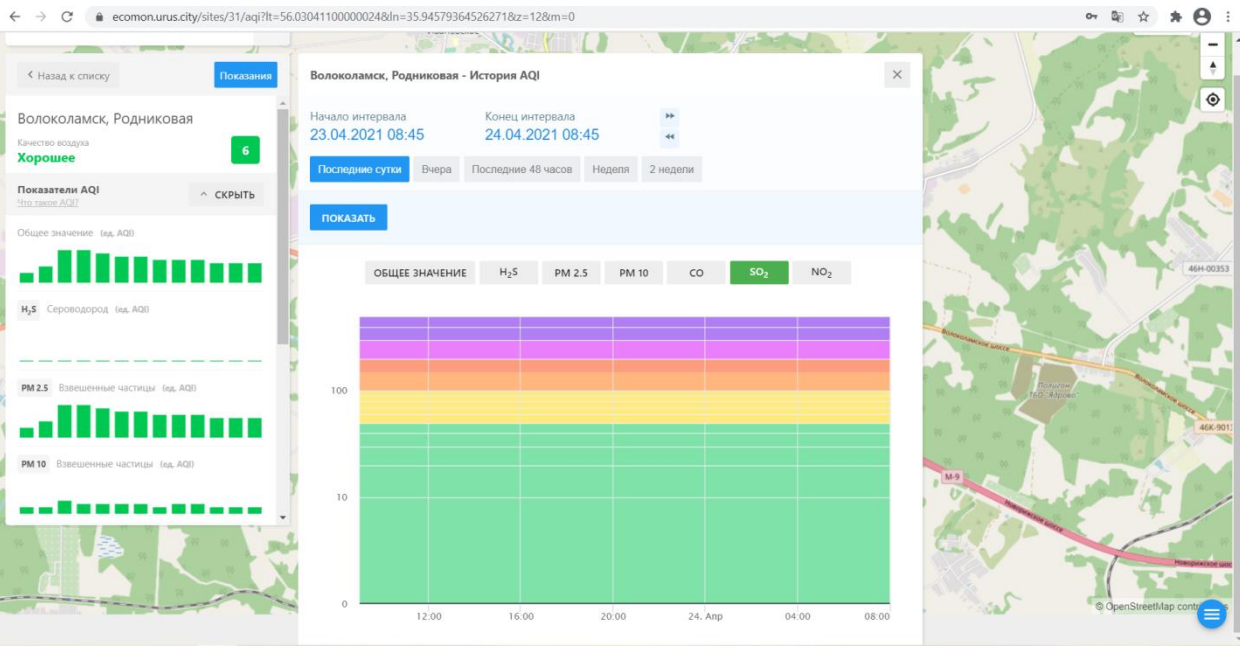 ecomon.urus.city/sites/31/aqi?lt=56.03041100000024&ln=35.94579364526271&z=12&m=0
Назад к списку
Показания
Волоколамск, Родниковая
Качество воздуха
Хорошее
6
Показатели AQI
Что такое AQI?
СКРЫТЬ
Общее значение (ед. AQI)
H₂S Сероводород (ед. AQI)
PM 2.5 Взвешенные частицы (ед. AQI)
PM 10 Взвешенные частицы (ед. AQI)
Волоколамск, Родниковая - История AQI
Начало интервала
23.04.2021 08:45
Конец интервала
24.04.2021 08:45
Последние сутки Вчера Последние 48 часов Неделя 2 недели
ПОКАЗАТЬ
ОБЩЕЕ ЗНАЧЕНИЕ H₂S PM 2.5 PM 10 CO SO₂ NO₂
100
10
0
12:00 16:00 20:00 24. Апр 04:00 08:00
46Н-00353
Волоколамское шоссе
Полигон
ТБО "Ядрово"
Волоколамское шоссе
46К-901
М-9
Новорижское шоссе
Новорижское шос
© OpenStreetMap contr